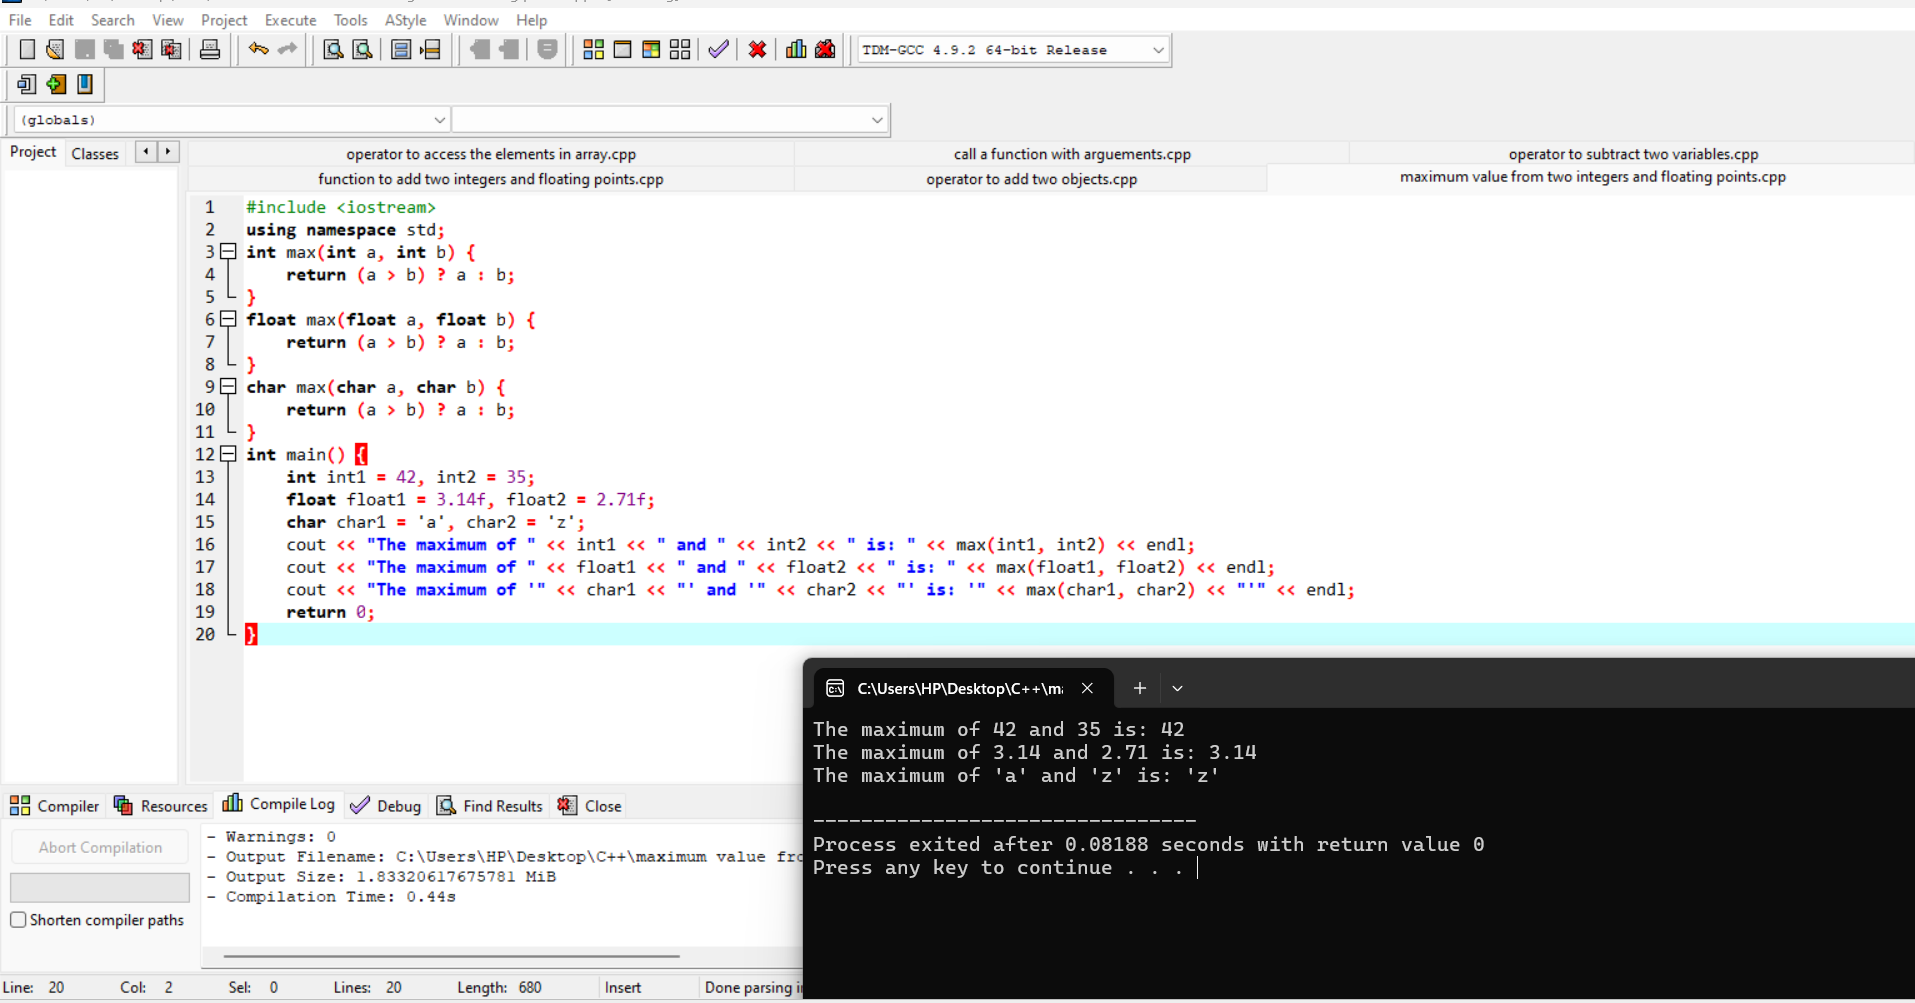 File Edit Search View Project Execute Tools AStyle Window Help
TDM-GCC 4.9.2 64-bit Release
(globals)
Project Classes
operator to access the elements in array.cpp call a function with arguements.cpp operator to subtract two variables.cpp
function to add two integers and floating points.cpp operator to add two objects.cpp maximum value from two integers and floating points.cpp
1 #include <iostream>
2 using namespace std;
3 int max(int a, int b) {
4 return (a > b) ? a : b;
5 }
6 float max(float a, float b) {
7 return (a > b) ? a : b;
8 }
9 char max(char a, char b) {
10 return (a > b) ? a : b;
11 }
12 int main() {
13 int int1 = 42, int2 = 35;
14 float float1 = 3.14f, float2 = 2.71f;
15 char char1 = 'a', char2 = 'z';
16 cout << "The maximum of " << int1 << " and " << int2 << " is: " << max(int1, int2) << endl;
17 cout << "The maximum of " << float1 << " and " << float2 << " is: " << max(float1, float2) << endl;
18 cout << "The maximum of '" << char1 << "' and '" << char2 << "' is: '" << max(char1, char2) << "'" << endl;
19 return 0;
20 }
C:\Users\HP\Desktop\C++\m
The maximum of 42 and 35 is: 42
The maximum of 3.14 and 2.71 is: 3.14
The maximum of 'a' and 'z' is: 'z'
--------------------------------
Process exited after 0.08188 seconds with return value 0
Press any key to continue . . .
Compiler Resources Compile Log Debug Find Results Close
Abort Compilation
Shorten compiler paths
- Warnings: 0
- Output Filename: C:\Users\HP\Desktop\C++\maximum value fro
- Output Size: 1.83320617675781 MiB
- Compilation Time: 0.44s
Line: 20 Col: 2 Sel: 0 Lines: 20 Length: 680 Insert Done parsing i